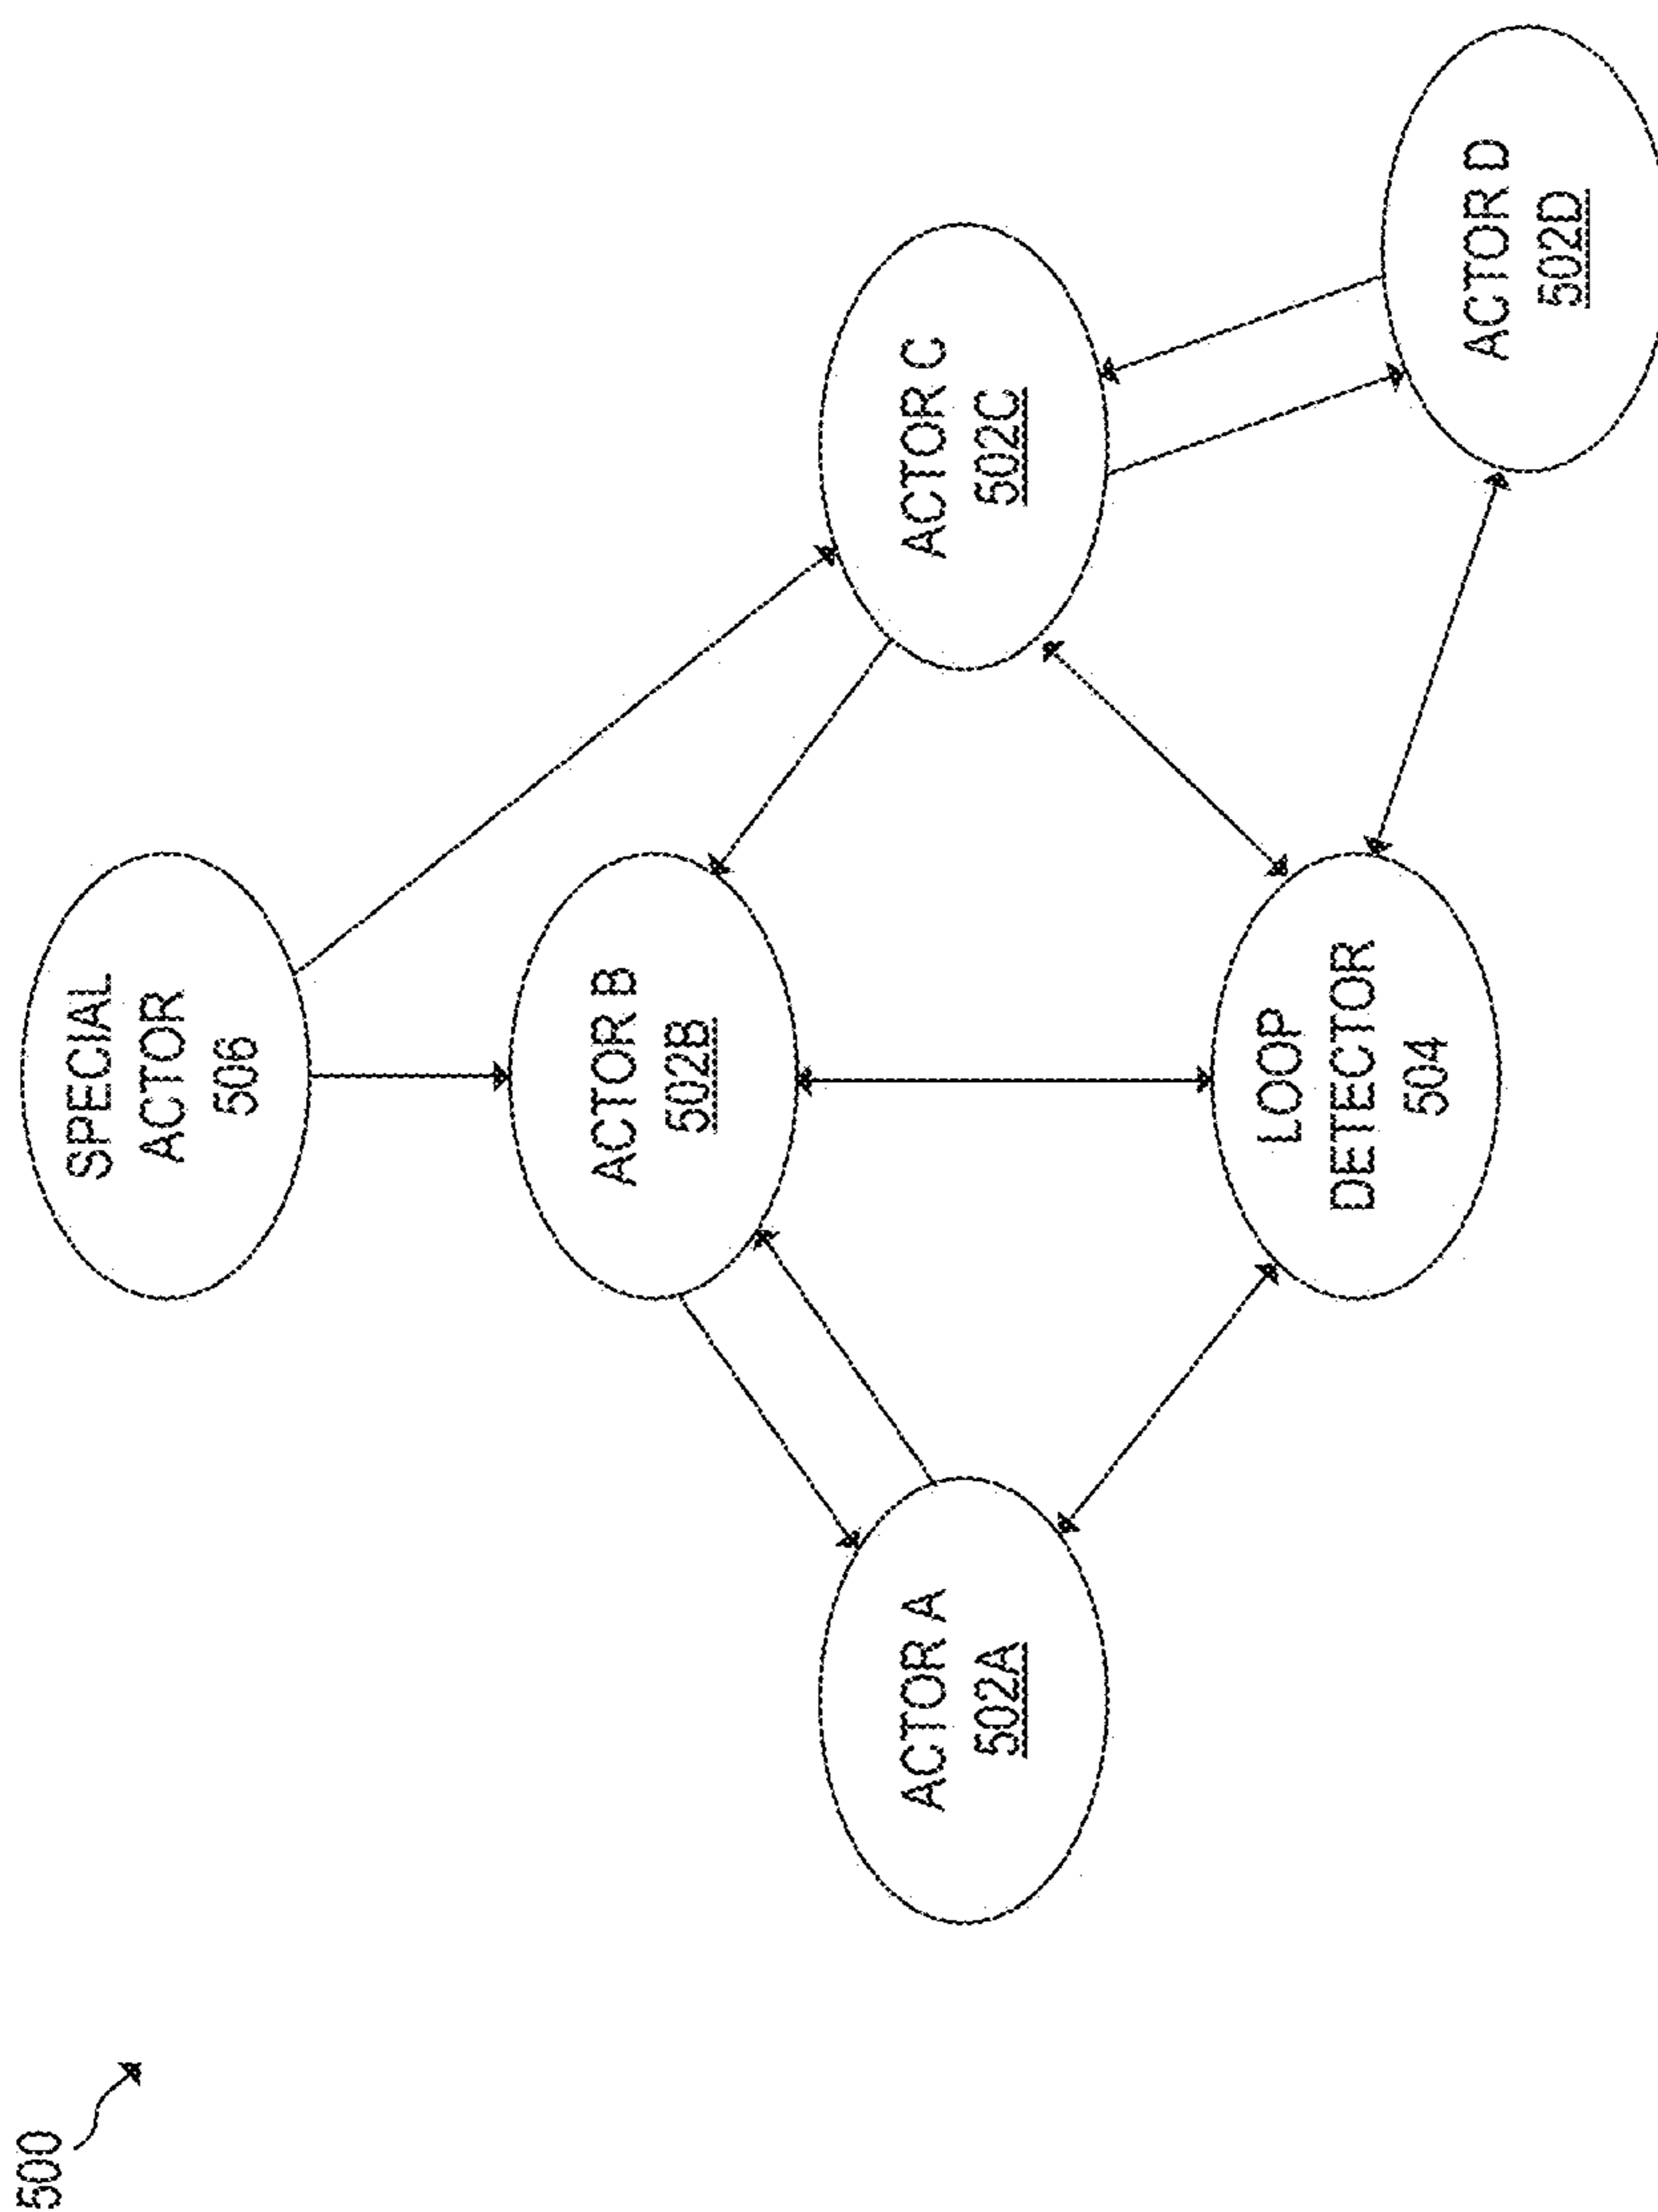 500
SPECIAL
ACTOR
506
ACTOR B
502B
ACTOR A
502A
ACTOR C
502C
LOOP
DETECTOR
504
ACTOR D
502D